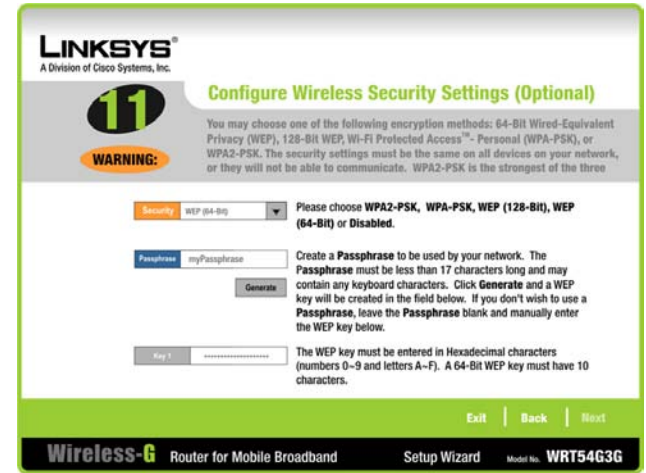 LINKSYS®
A Division of Cisco Systems, Inc.
11
WARNING:
Configure Wireless Security Settings (Optional)
You may choose one of the following encryption methods: 64-Bit Wired-Equivalent
Privacy (WEP), 128-Bit WEP, Wi-Fi Protected Access™- Personal (WPA-PSK), or
WPA2-PSK. The security settings must be the same on all devices on your network,
or they will not be able to communicate. WPA2-PSK is the strongest of the three
Security WEP (64-Bit)
Please choose WPA2-PSK, WPA-PSK, WEP (128-Bit), WEP
(64-Bit) or Disabled.
Passphrase myPassphrase
Generate
Create a Passphrase to be used by your network. The
Passphrase must be less than 17 characters long and may
contain any keyboard characters. Click Generate and a WEP
key will be created in the field below. If you don't wish to use a
Passphrase, leave the Passphrase blank and manually enter
the WEP key below.
Key 1 --------------------
The WEP key must be entered in Hexadecimal characters
(numbers 0~9 and letters A~F). A 64-Bit WEP key must have 10
characters.
Exit Back Next
Wireless-G Router for Mobile Broadband Setup Wizard Model No. WRT54G3G